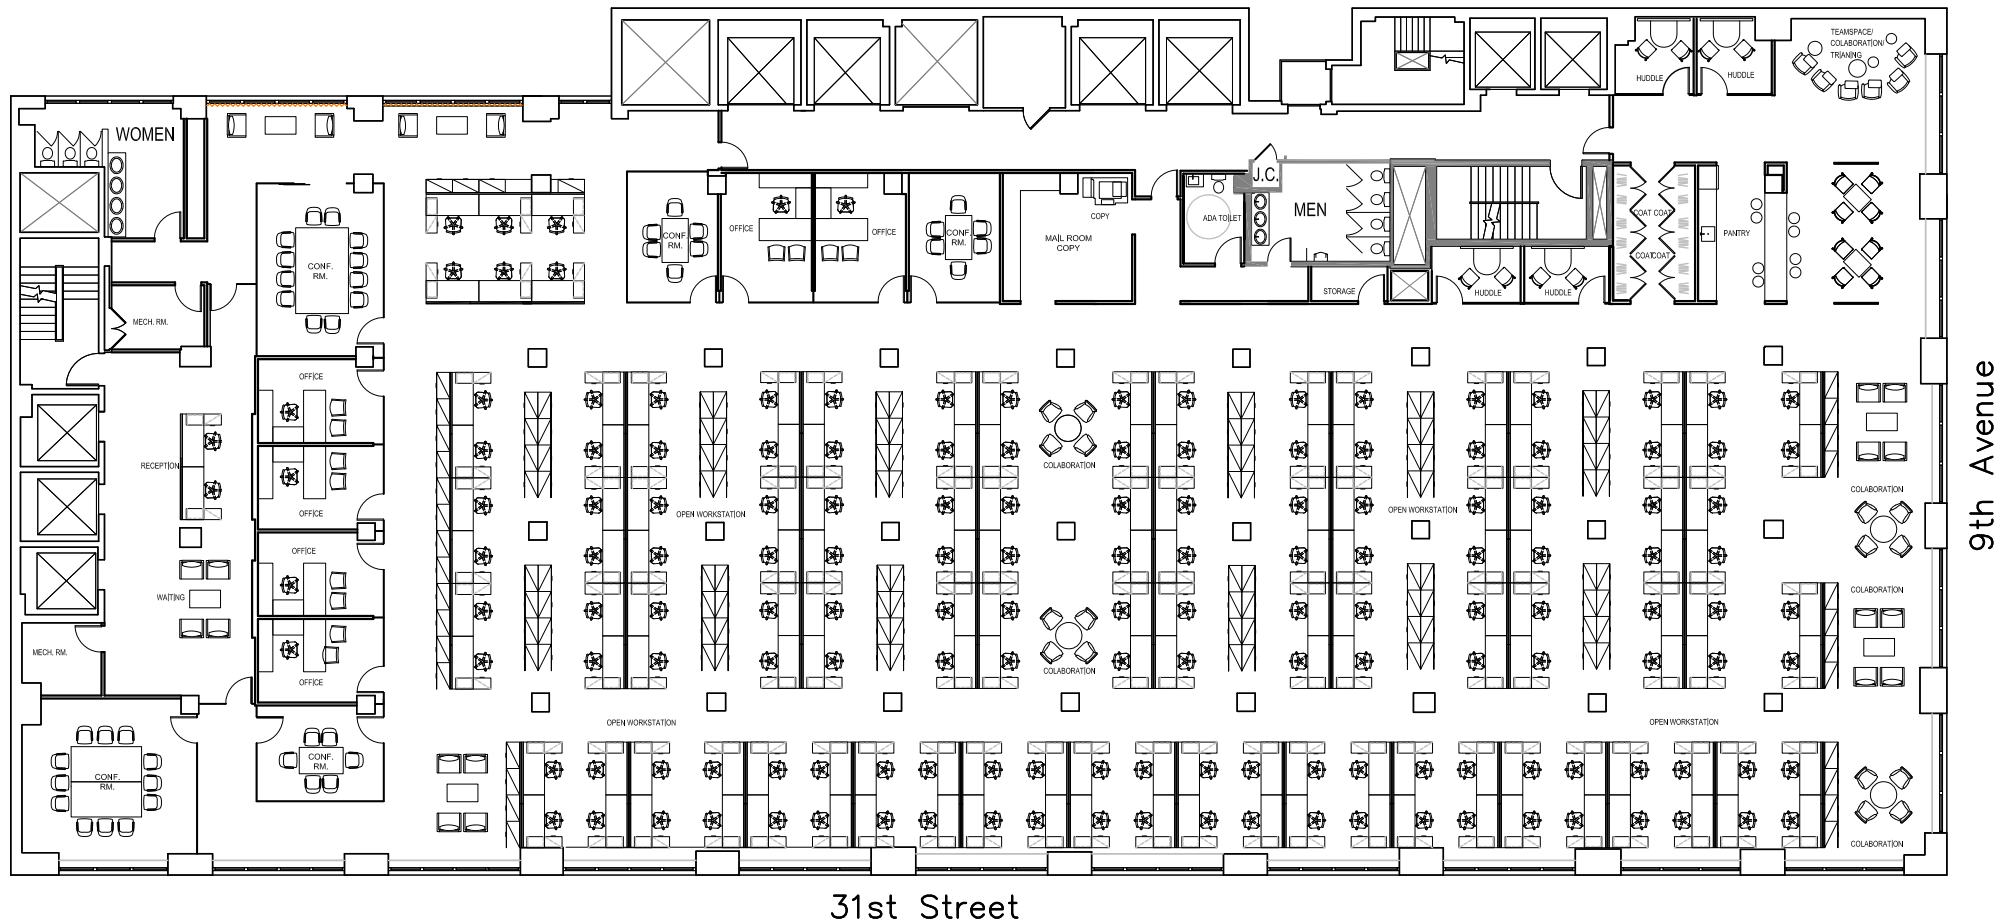 TEAMSPACE/
COLABORATION/
TRIANING
HUDDLE
HUDDLE
WOMEN
J.C.
COPY
MEN
ADA TOILET
COAT COAT
OFFICE
OFFICE
CONF.
RM.
CONF.
RM.
PANTRY
MAIL ROOM
COPY
COATCOAT
CONF.
RM.
STORAGE
HUDDLE
HUDDLE
MECH. RM.
OFFICE
9th Avenue
RECEPTION
COLABORATION
COLABORATION
OFFICE
OPEN WORKSTATION
OPEN WORKSTATION
OFFICE
WAITING
COLABORATION
MECH. RM.
COLABORATION
OFFICE
OPEN WORKSTATION
OPEN WORKSTATION
CONF.
RM.
CONF.
RM.
COLABORATION
31st Street